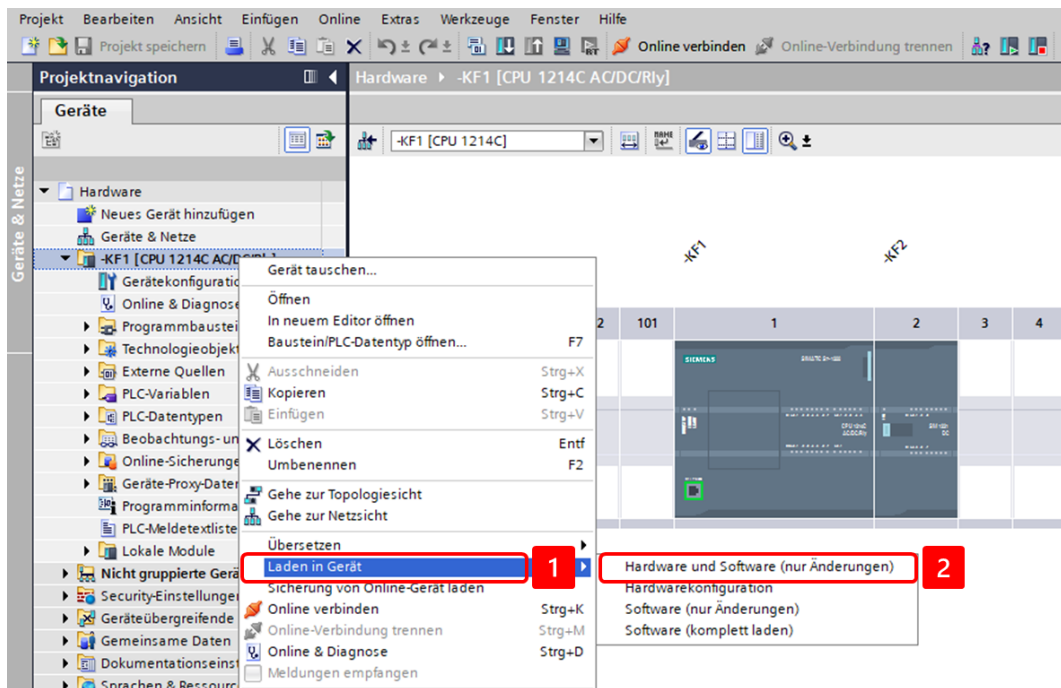 Projekt Bearbeiten Ansicht Einfügen Online Extras Werkzeuge Fenster Hilfe
Projekt speichern Online verbinden Online-Verbindung trennen
Projektnavigation
Hardware -KF1 [CPU 1214C AC/DC/Rly]
Geräte
-KF1 [CPU 1214C]
Geräte & Netze
Hardware
Neues Gerät hinzufügen
Geräte & Netze
-KF1 [CPU 1214C AC/DC/Rly]
Gerätekonfiguratio
Online & Diagnose
Programmbaustei
Technologieobjekt
Externe Quellen
PLC-Variablen
PLC-Datentypen
Beobachtungs- un
Online-Sicherunge
Geräte-Proxy-Daten
Programminforma
PLC-Meldetextliste
Lokale Module
Nicht gruppierte Gerä
Security-Einstellungen
Geräteübergreifende
Gemeinsame Daten
Dokumentationseinst
Sprachen & Ressourc
Gerät tauschen...
Öffnen
In neuem Editor öffnen
Baustein/PLC-Datentyp öffnen... F7
Ausschneiden Strg+X
Kopieren Strg+C
Einfügen Strg+V
Löschen Entf
Umbenennen F2
Gehe zur Topologiesicht
Gehe zur Netzsicht
Übersetzen
Laden in Gerät 1
Sicherung von Online-Gerät laden
Online verbinden Strg+K
Online-Verbindung trennen Strg+M
Online & Diagnose Strg+D
Meldungen empfangen
Hardware und Software (nur Änderungen) 2
Hardwarekonfiguration
Software (nur Änderungen)
Software (komplett laden)
-KF1 -KF2
2 101 1 2 3 4
SIEMENS